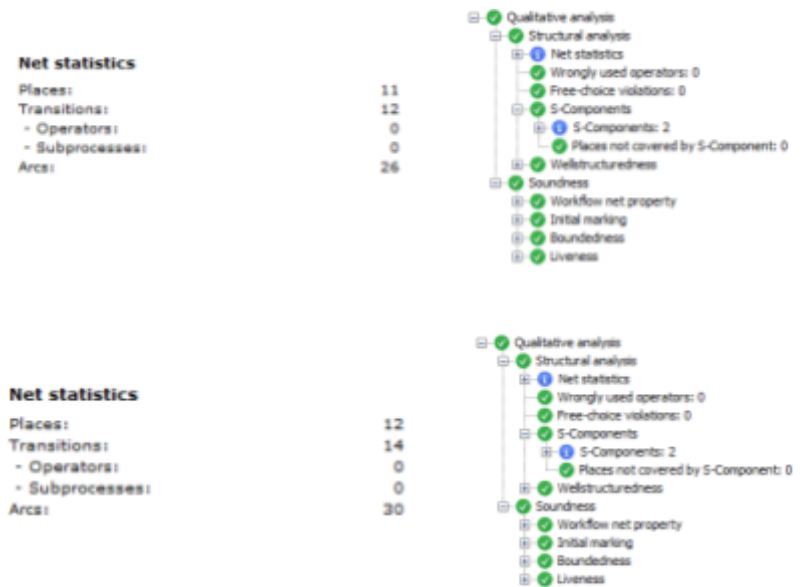 Net statistics
Places: 11
Transitions: 12
- Operators: 0
- Subprocesses: 0
Arcs: 26
Qualitative analysis
Structural analysis
Net statistics
Wrongly used operators: 0
Free-choice violations: 0
S-Components
S-Components: 2
Places not covered by S-Component: 0
Wellstructuredness
Soundness
Workflow net property
Initial marking
Boundedness
Liveness
Net statistics
Places: 12
Transitions: 14
- Operators: 0
- Subprocesses: 0
Arcs: 30
Qualitative analysis
Structural analysis
Net statistics
Wrongly used operators: 0
Free-choice violations: 0
S-Components
S-Components: 2
Places not covered by S-Component: 0
Wellstructuredness
Soundness
Workflow net property
Initial marking
Boundedness
Liveness